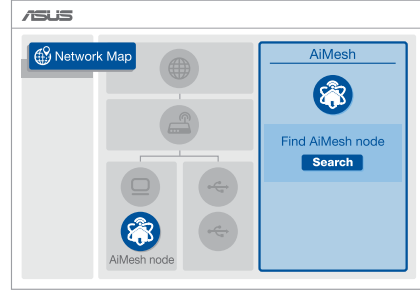 ASUS
Network Map
AiMesh
Find AiMesh node
Search
AiMesh node